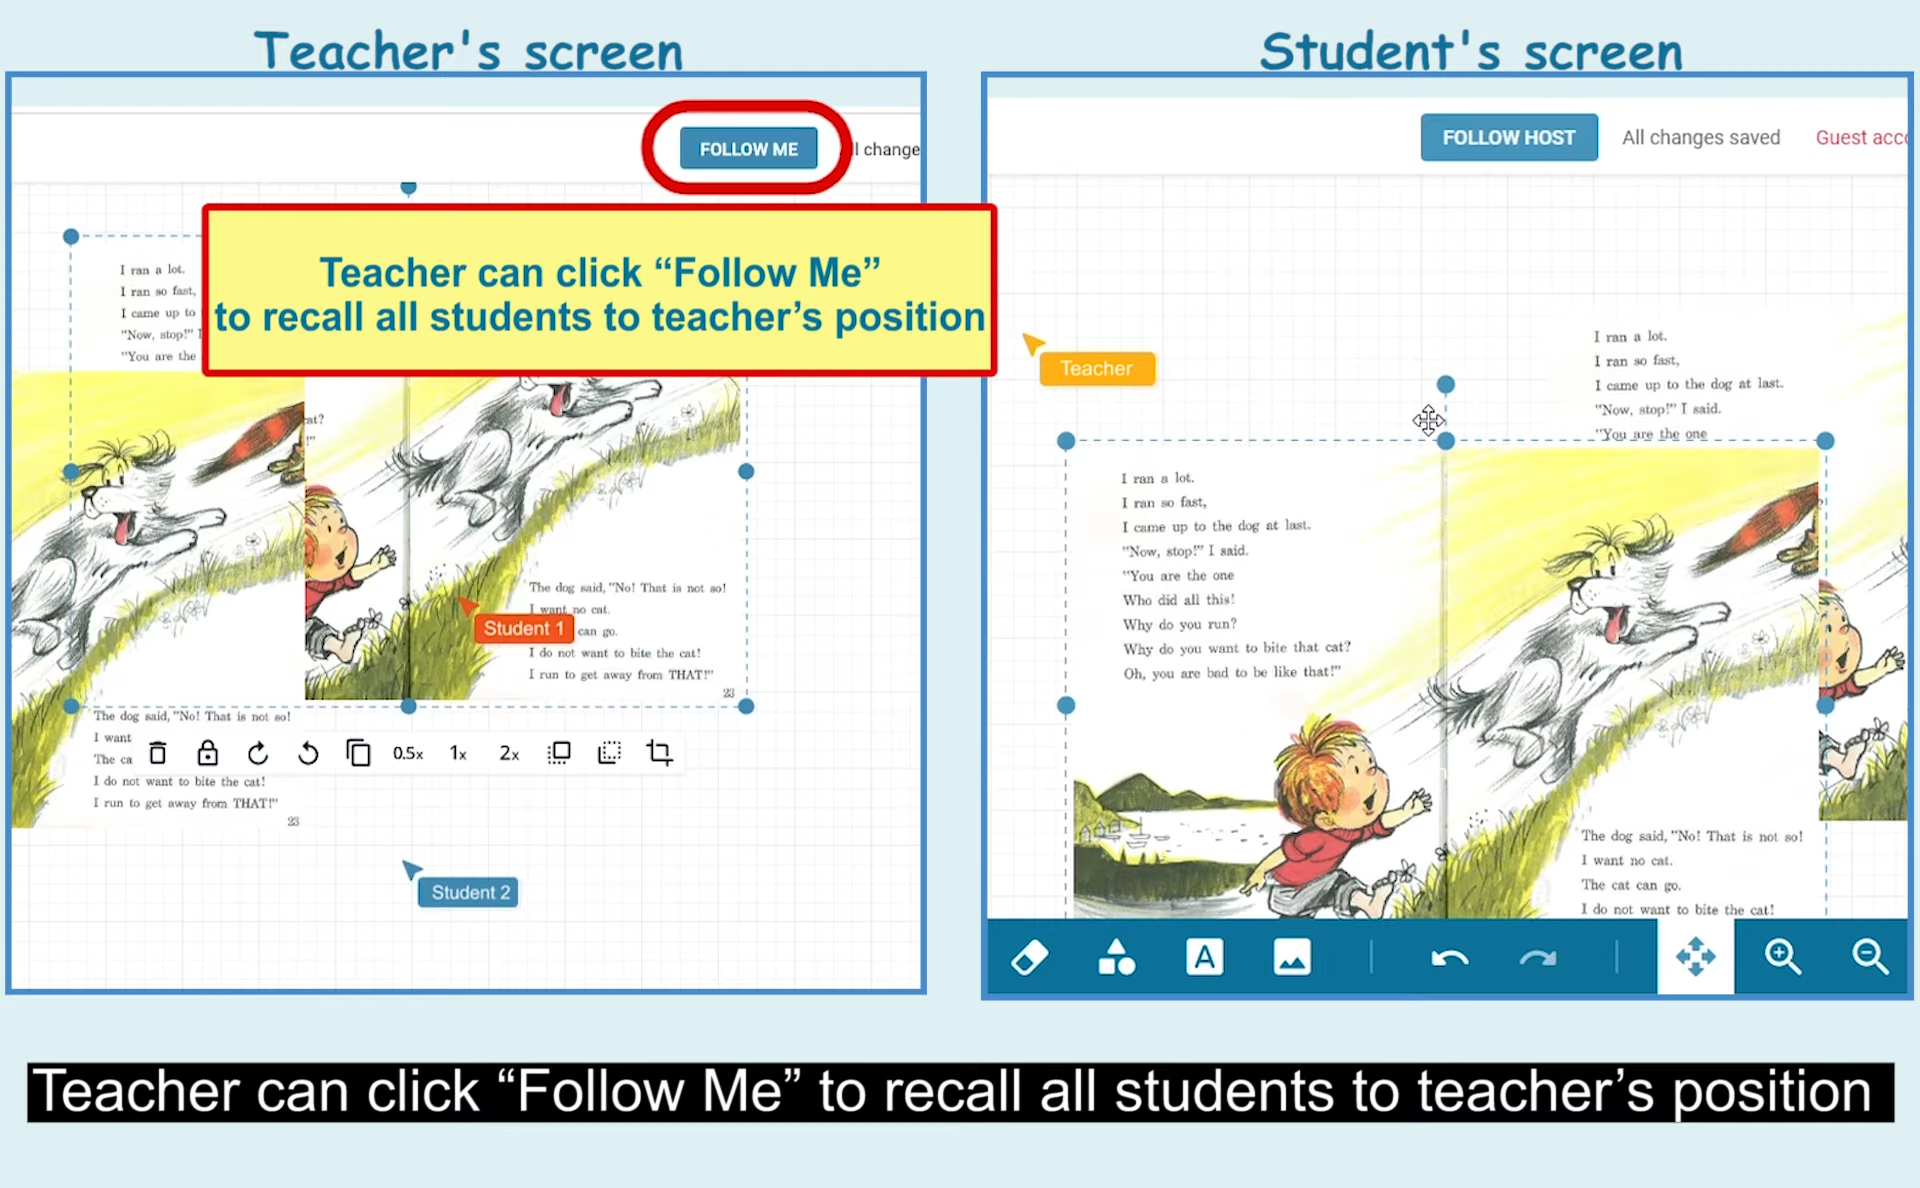 Teacher's screen
FOLLOW ME
ll change
Teacher can click “Follow Me”
to recall all students to teacher’s position
I ran a lot.
I ran so fast,
I came up to
"Now, stop!" I
"You are the
at?
!"
The dog said, "No! That is not so!
I want no cat.
can go.
I do not want to bite the cat!
I run to get away from THAT!"
23
Student 1
The dog said, "No! That is not so!
I want
The ca
I do not want to bite the cat!
I run to get away from THAT!"
23
0.5x 1x 2x
Student 2
Student's screen
FOLLOW HOST All changes saved Guest acc
Teacher
I ran a lot.
I ran so fast,
I came up to the dog at last.
"Now, stop!" I said.
"You are the one
I ran a lot.
I ran so fast,
I came up to the dog at last.
"Now, stop!" I said.
"You are the one
Who did all this!
Why do you run?
Why do you want to bite that cat?
Oh, you are bad to be like that!"
The dog said, "No! That is not so!
I want no cat.
The cat can go.
I do not want to bite the cat!
A
Teacher can click “Follow Me” to recall all students to teacher’s position